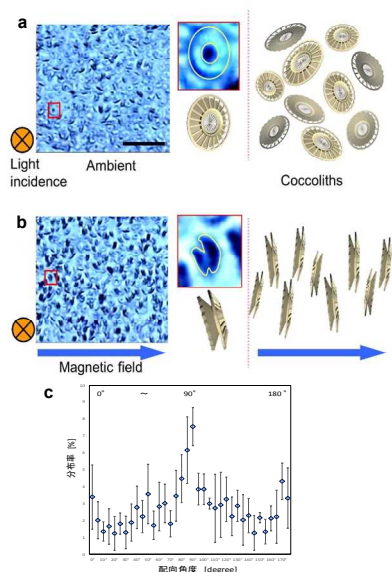 a
Light
incidence
Ambient
Coccoliths
b
Magnetic field
c
0°
~
90°
180°
分布率 [%]
配向角度 [degree]